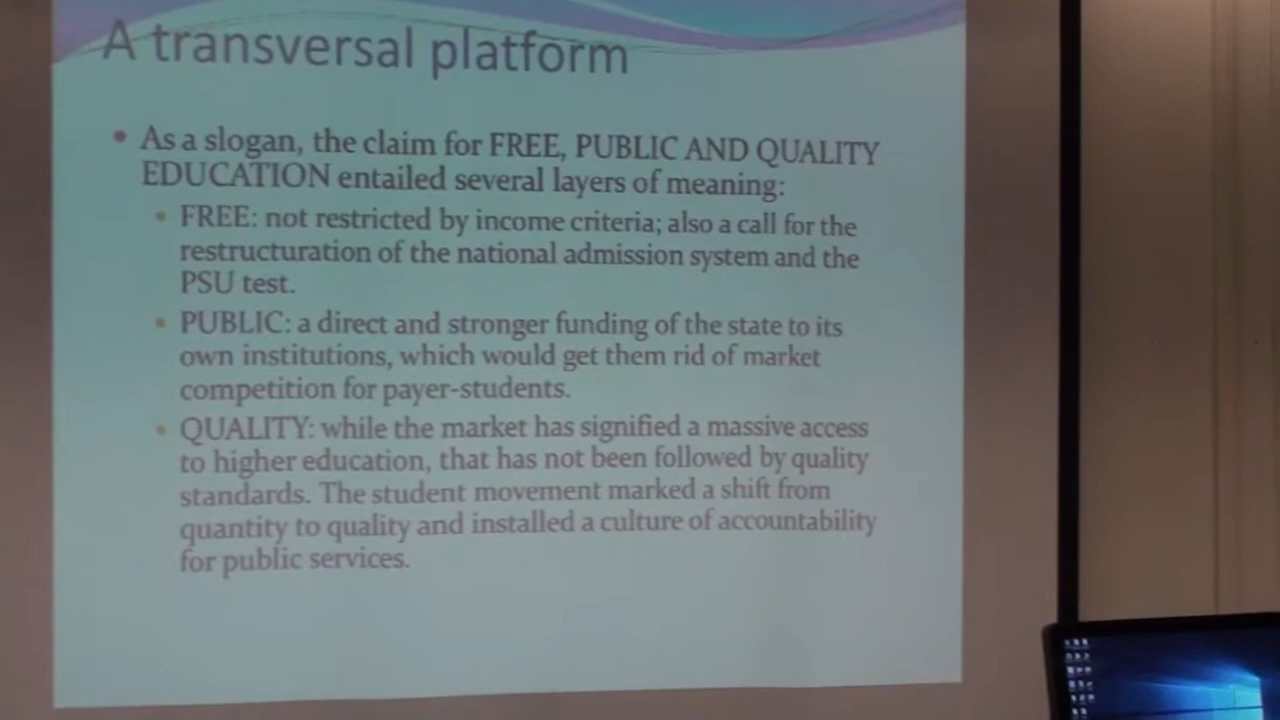 A transversal platform
• As a slogan, the claim for FREE, PUBLIC AND QUALITY
EDUCATION entailed several layers of meaning:
• FREE: not restricted by income criteria; also a call for the
restructuration of the national admission system and the
PSU test.
• PUBLIC: a direct and stronger funding of the state to its
own institutions, which would get them rid of market
competition for payer-students.
• QUALITY: while the market has signified a massive access
to higher education, that has not been followed by quality
standards. The student movement marked a shift from
quantity to quality and installed a culture of accountability
for public services.